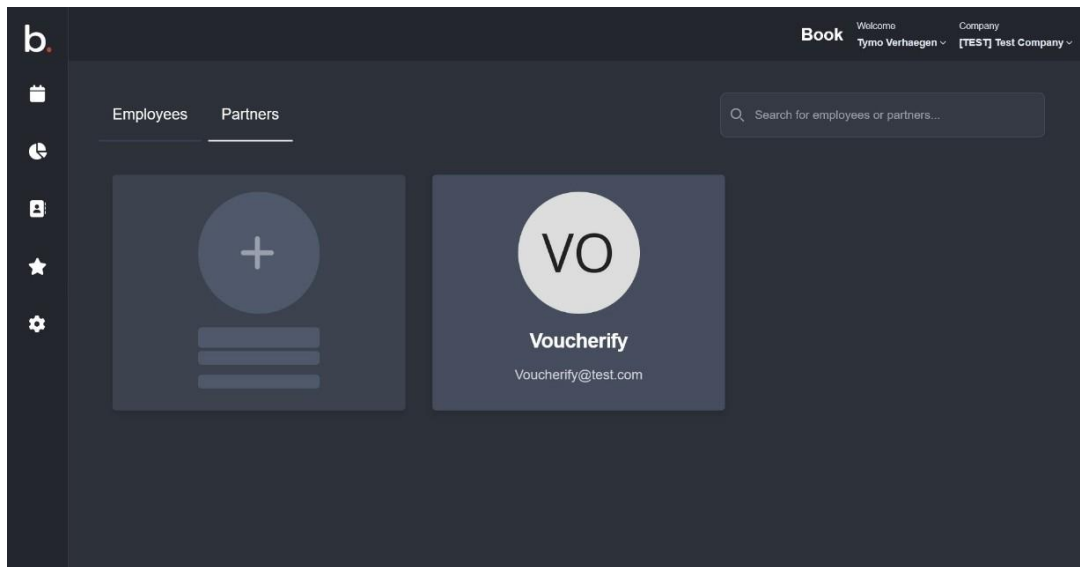 b.
Book
Welcome
Tymo Verhaegen
Company
[TEST] Test Company
Employees
Partners
Search for employees or partners...
VO
Voucherify
Voucherify@test.com